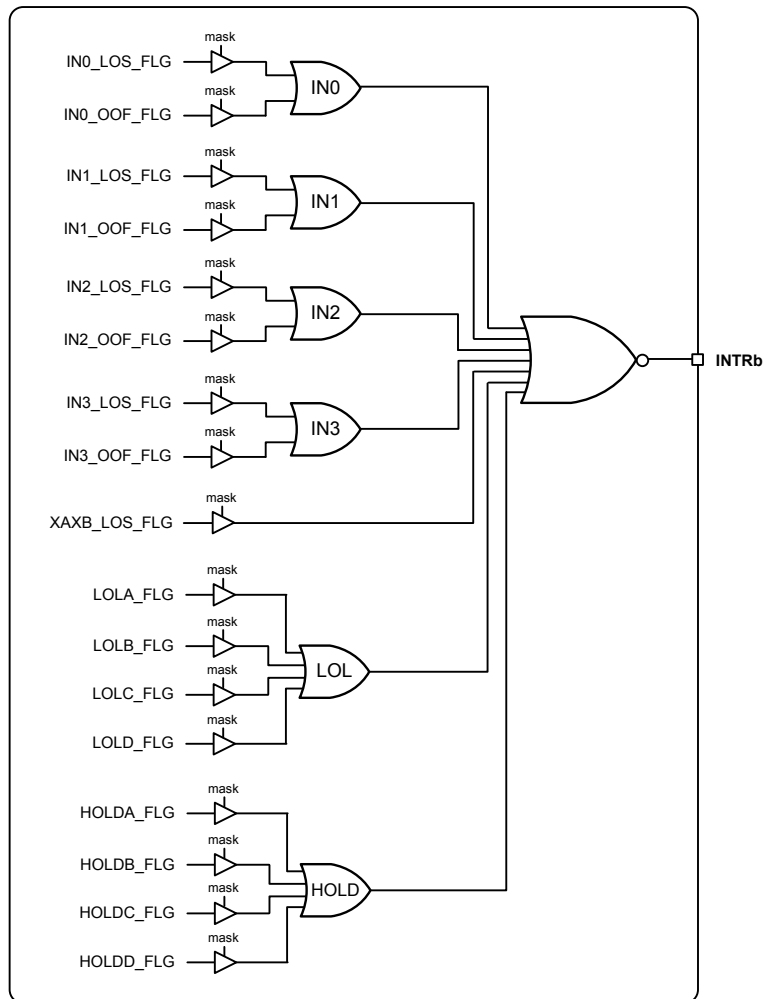 mask
IN0_LOS_FLG
mask
IN0_OOF_FLG
IN0
mask
IN1_LOS_FLG
mask
IN1_OOF_FLG
IN1
mask
IN2_LOS_FLG
mask
IN2_OOF_FLG
IN2
INTRb
mask
IN3_LOS_FLG
mask
IN3_OOF_FLG
IN3
mask
XAXB_LOS_FLG
mask
LOLA_FLG
mask
LOLB_FLG
mask
LOLC_FLG
mask
LOLD_FLG
LOL
mask
HOLDA_FLG
mask
HOLDB_FLG
mask
HOLDC_FLG
mask
HOLDD_FLG
HOLD